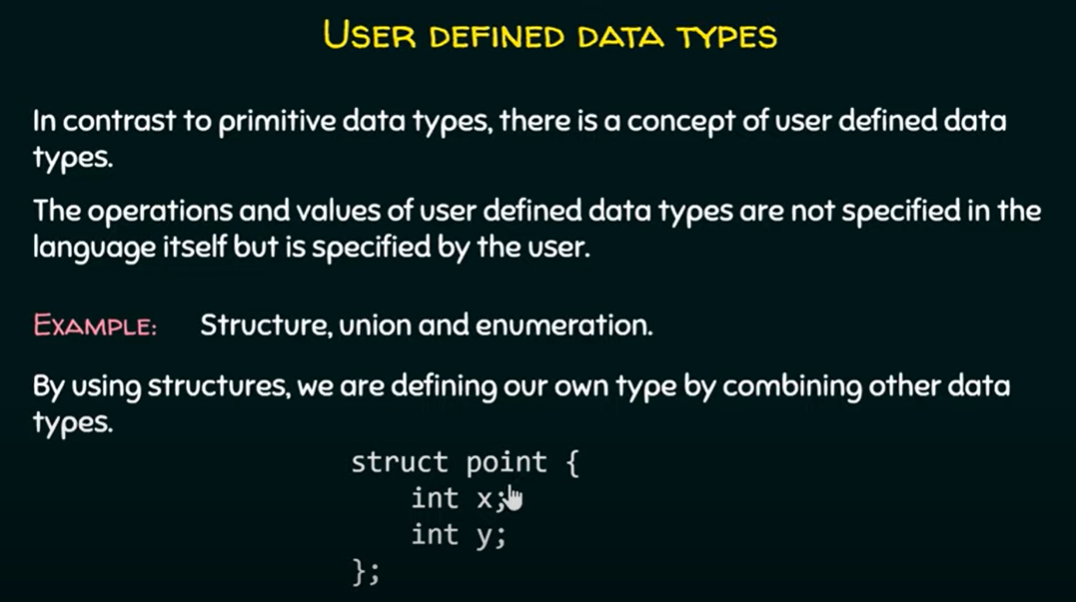 USER DEFINED DATA TYPES
In contrast to primitive data types, there is a concept of user defined data
types.
The operations and values of user defined data types are not specified in the
language itself but is specified by the user.
EXAMPLE: Structure, union and enumeration.
By using structures, we are defining our own type by combining other data
types.
struct point {
    int x;
    int y;
};